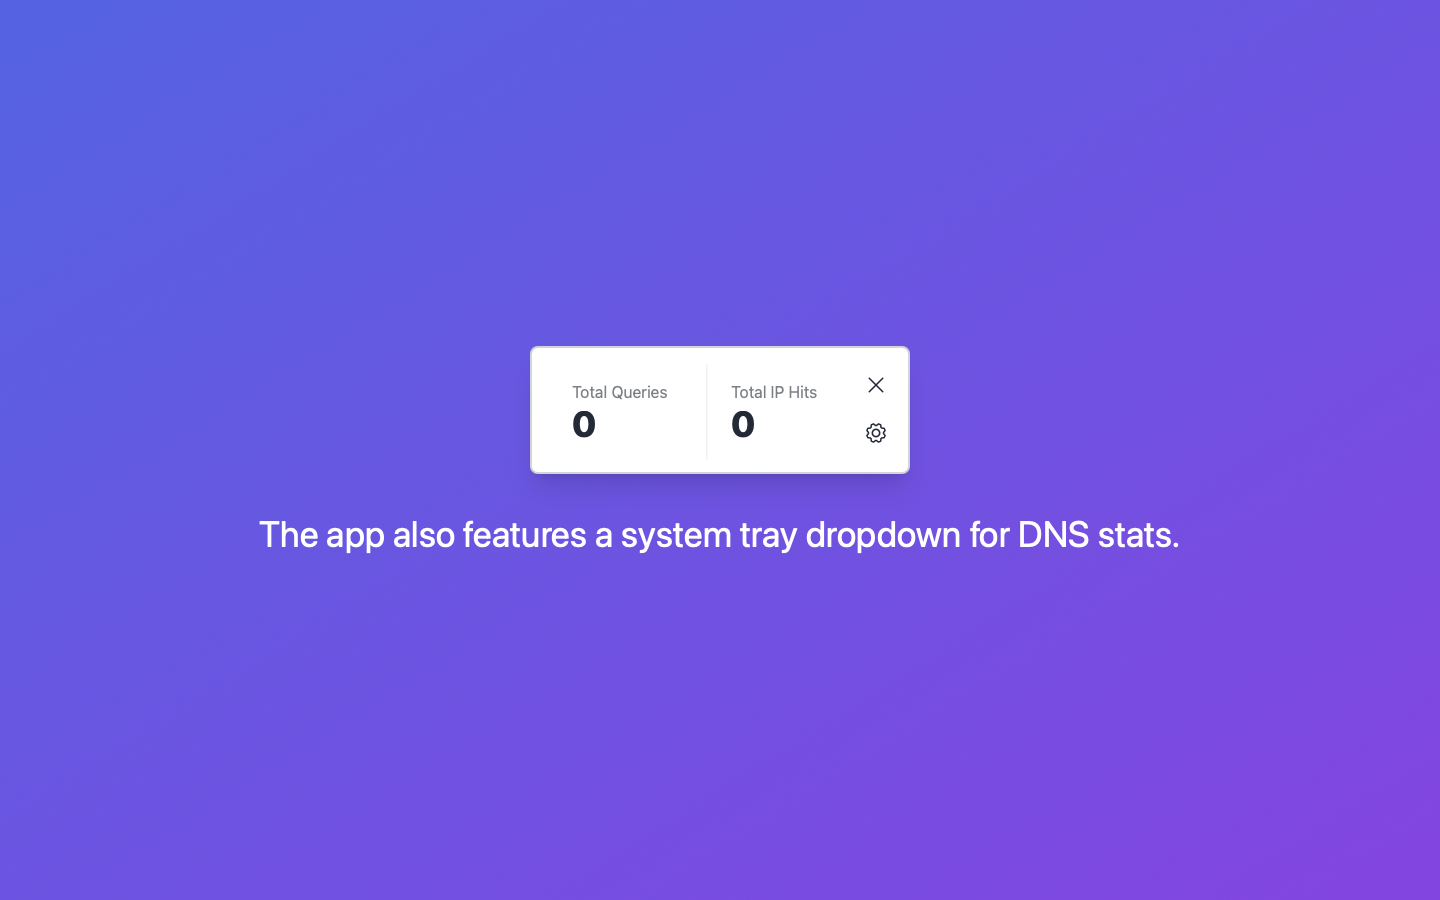 Total Queries
0
Total IP Hits
0
The app also features a system tray dropdown for DNS stats.